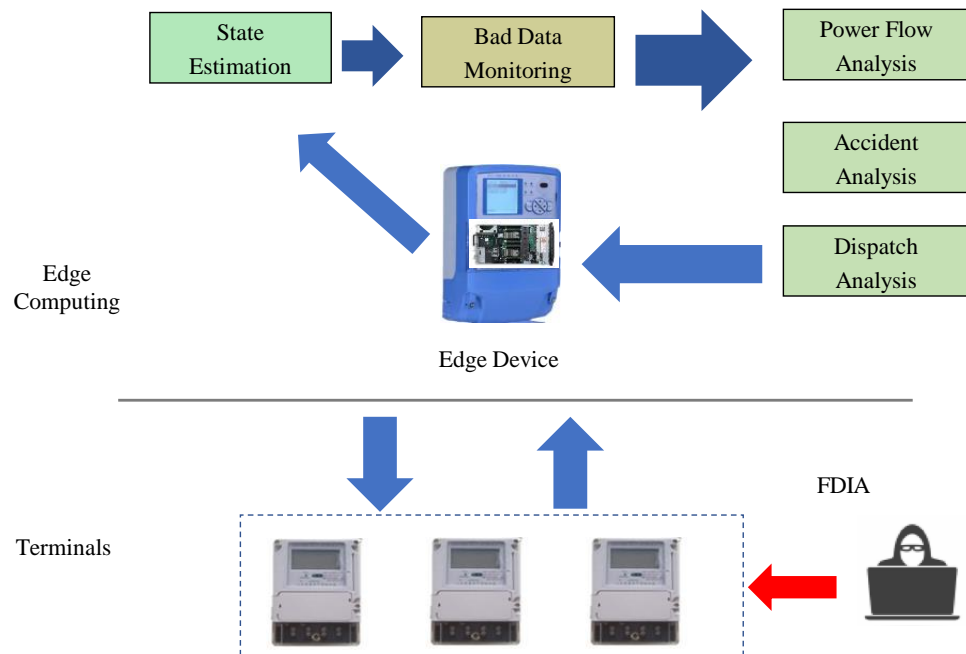 State
Estimation
Bad Data
Monitoring
Power Flow
Analysis
Accident
Analysis
Dispatch
Analysis
Edge
Computing
Edge Device
FDIA
Terminals